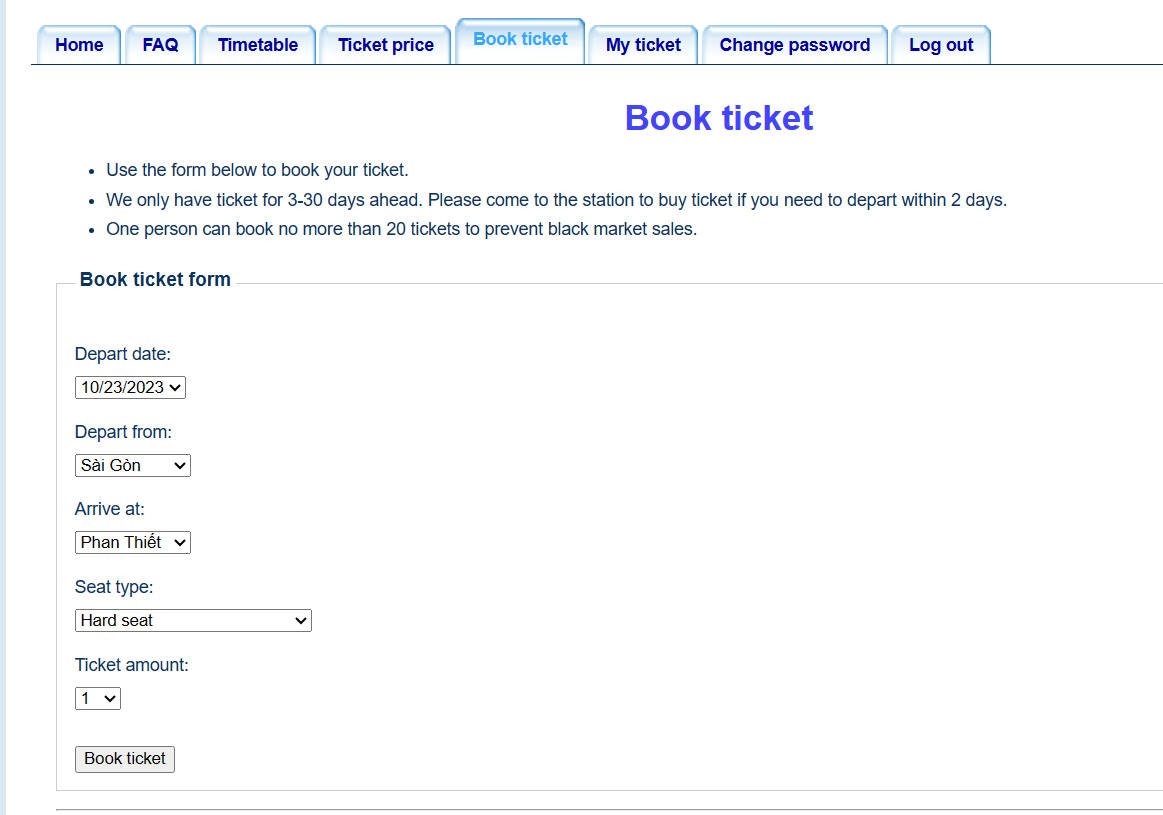 Home FAQ Timetable Ticket price Book ticket My ticket Change password Log out
Book ticket
Use the form below to book your ticket.
We only have ticket for 3-30 days ahead. Please come to the station to buy ticket if you need to depart within 2 days.
One person can book no more than 20 tickets to prevent black market sales.
Book ticket form
Depart date:
10/23/2023
Depart from:
Sài Gòn
Arrive at:
Phan Thiết
Seat type:
Hard seat
Ticket amount:
1
Book ticket